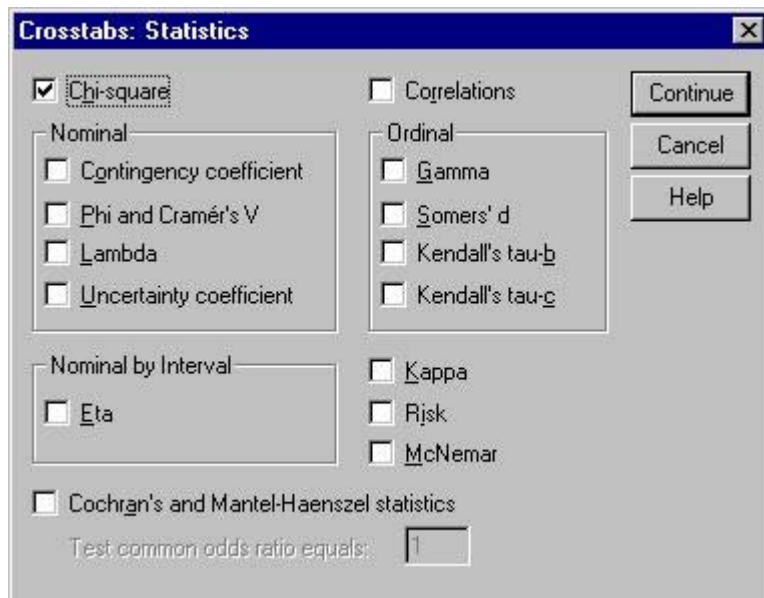 Crosstabs: Statistics
Chi-square
Correlations
Continue
Nominal
Ordinal
Cancel
Contingency coefficient
Gamma
Help
Phi and Cramér's V
Somers' d
Lambda
Kendall's tau-b
Uncertainty coefficient
Kendall's tau-c
Nominal by Interval
Kappa
Eta
Risk
McNemar
Cochran's and Mantel-Haenszel statistics
Test common odds ratio equals: 1